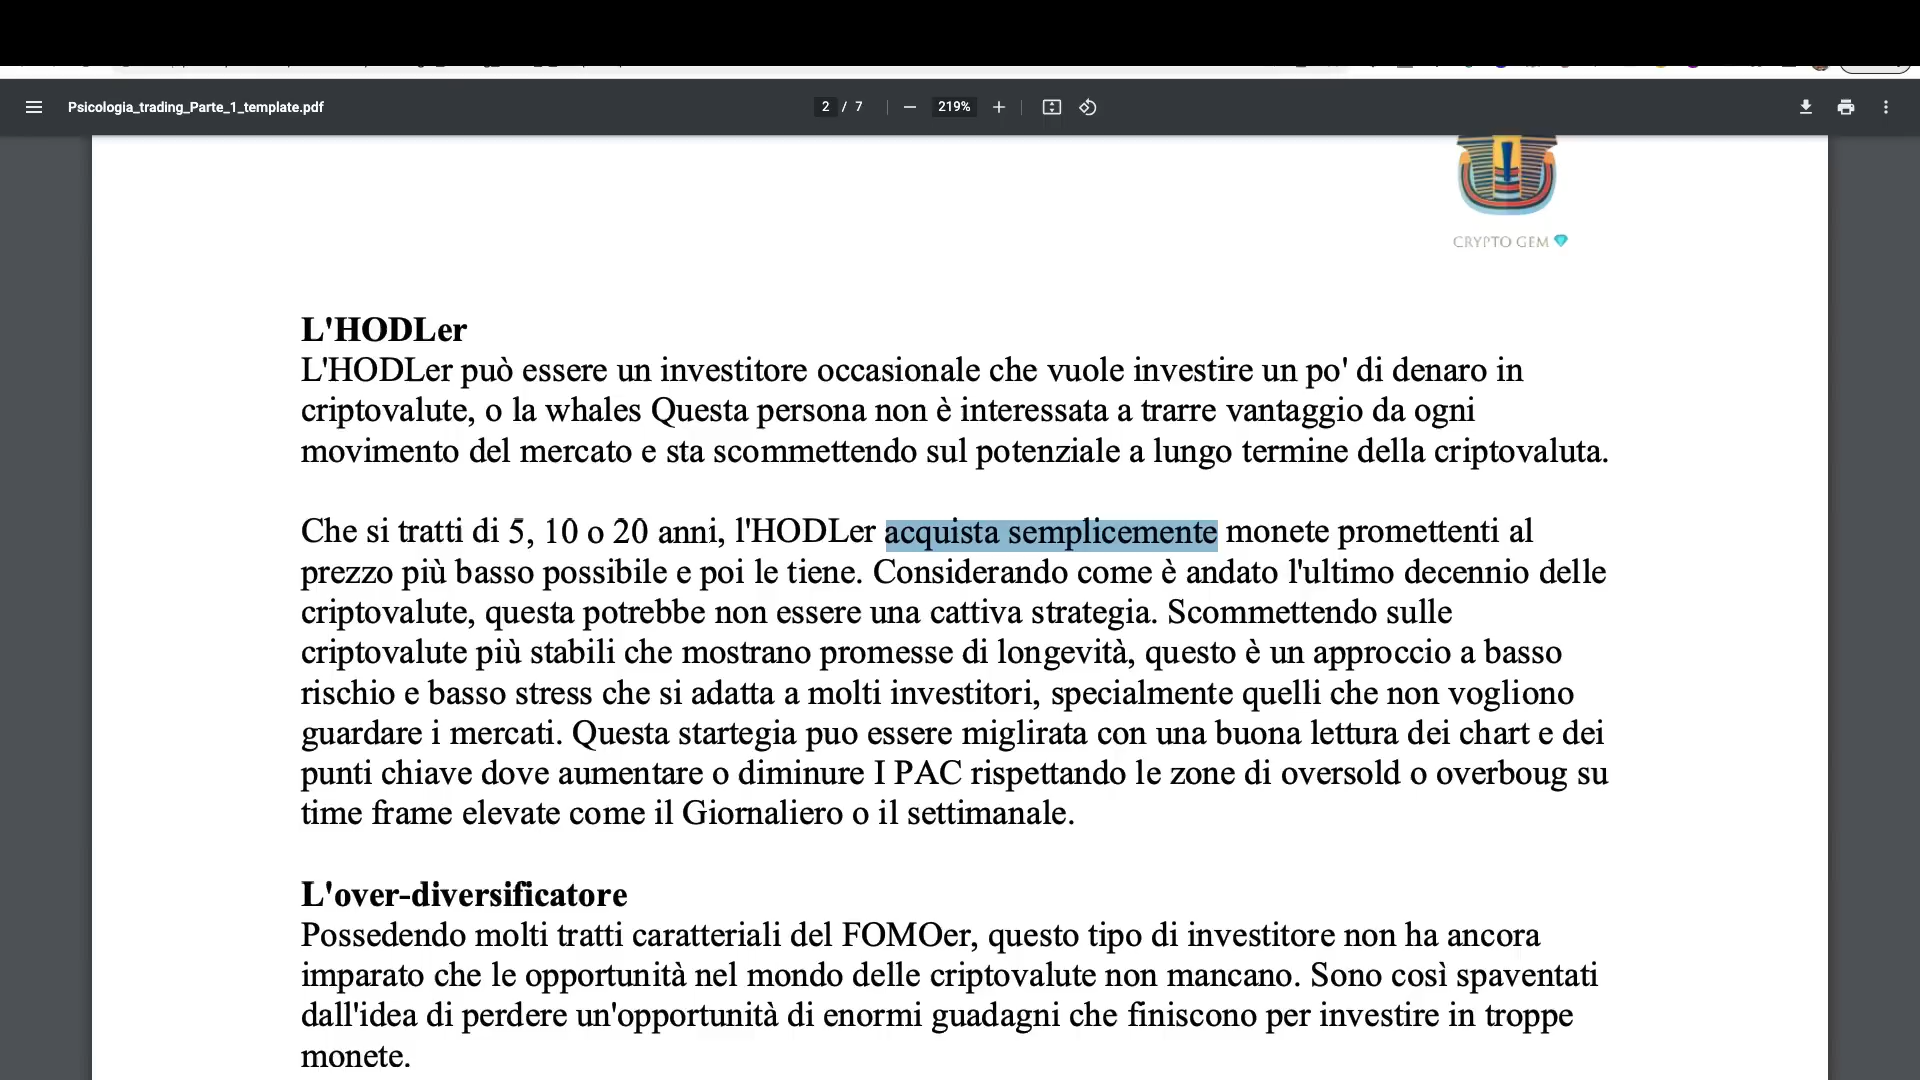 Psicologia_trading_Parte_1_template.pdf
2 / 7
219%
CRYPTO GEM
L'HODLer
L'HODLer può essere un investitore occasionale che vuole investire un po' di denaro in
criptovalute, o la whales Questa persona non è interessata a trarre vantaggio da ogni
movimento del mercato e sta scommettendo sul potenziale a lungo termine della criptovaluta.
Che si tratti di 5, 10 o 20 anni, l'HODLer acquista semplicemente monete promettenti al
prezzo più basso possibile e poi le tiene. Considerando come è andato l'ultimo decennio delle
criptovalute, questa potrebbe non essere una cattiva strategia. Scommettendo sulle
criptovalute più stabili che mostrano promesse di longevità, questo è un approccio a basso
rischio e basso stress che si adatta a molti investitori, specialmente quelli che non vogliono
guardare i mercati. Questa startegia puo essere miglirata con una buona lettura dei chart e dei
punti chiave dove aumentare o diminure I PAC rispettando le zone di oversold o overboug su
time frame elevate come il Giornaliero o il settimanale.
L'over-diversificatore
Possedendo molti tratti caratteriali del FOMOer, questo tipo di investitore non ha ancora
imparato che le opportunità nel mondo delle criptovalute non mancano. Sono così spaventati
dall'idea di perdere un'opportunità di enormi guadagni che finiscono per investire in troppe
monete.